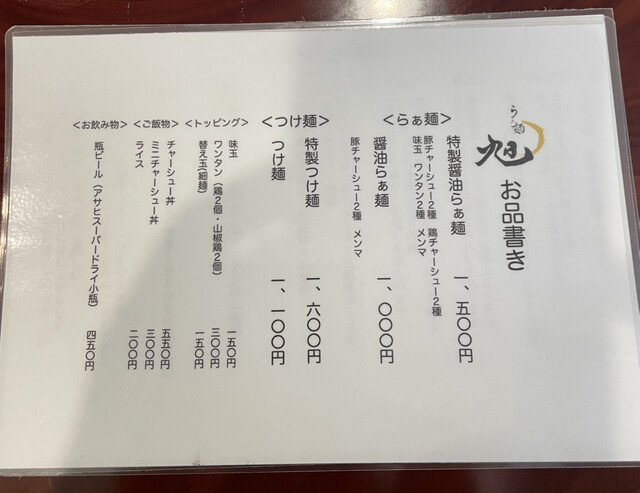 らぁ麺
旭
お品書き
<らぁ麺>
特製醤油らぁ麺 一、五〇〇円
豚チャーシュー2種 鶏チャーシュー2種
味玉 ワンタン2種 メンマ
醤油らぁ麺 一、〇〇〇円
豚チャーシュー2種 メンマ
<つけ麺>
特製つけ麺 一、六〇〇円
つけ麺 一、一〇〇円
<トッピング>
味玉 一五〇円
ワンタン（鶏2個・山椒鶏2個） 三〇〇円
替え玉（細麺） 一五〇円
<ご飯物>
チャーシュー丼 五五〇円
ミニチャーシュー丼 三〇〇円
ライス 二〇〇円
<お飲み物>
瓶ビール（アサヒスーパードライ小瓶） 四五〇円